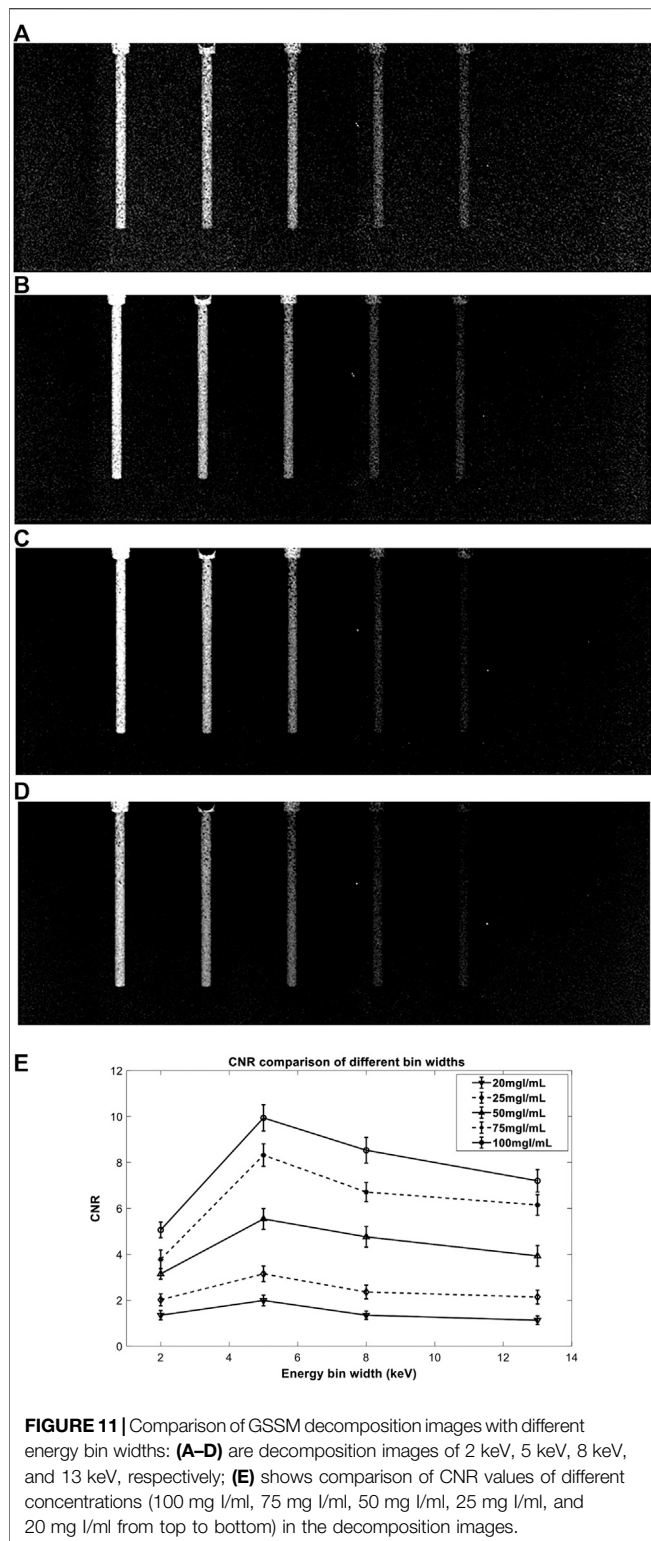 A
B
C
D
E
CNR comparison of different bin widths
12
10
8
6
4
2
0
CNR
20mgI/mL
25mgI/mL
50mgI/mL
75mgI/mL
100mgI/mL
2 4 6 8 10 12 14
Energy bin width (keV)
FIGURE 11 | Comparison of GSSM decomposition images with different
energy bin widths: (A–D) are decomposition images of 2 keV, 5 keV, 8 keV,
and 13 keV, respectively; (E) shows comparison of CNR values of different
concentrations (100 mg I/ml, 75 mg I/ml, 50 mg I/ml, 25 mg I/ml, and
20 mg I/ml from top to bottom) in the decomposition images.